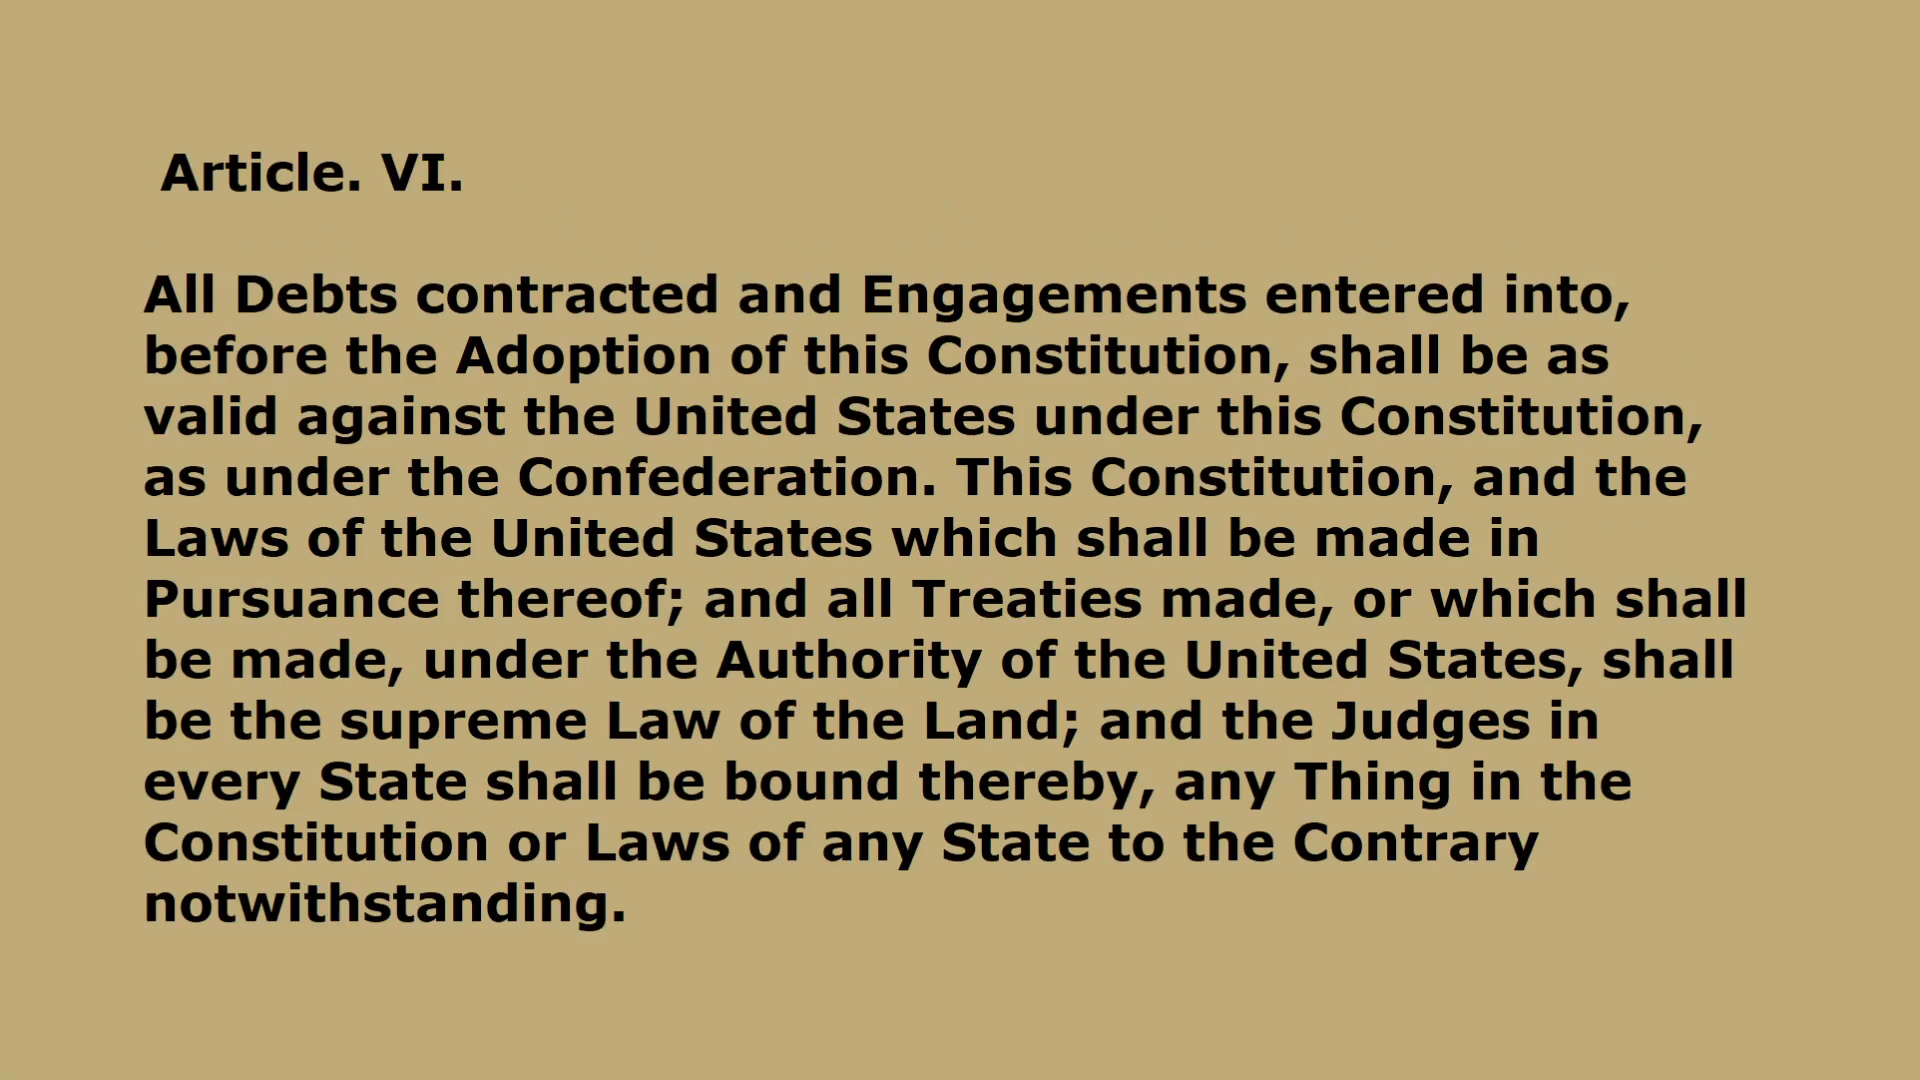 Article. VI.
All Debts contracted and Engagements entered into,
before the Adoption of this Constitution, shall be as
valid against the United States under this Constitution,
as under the Confederation. This Constitution, and the
Laws of the United States which shall be made in
Pursuance thereof; and all Treaties made, or which shall
be made, under the Authority of the United States, shall
be the supreme Law of the Land; and the Judges in
every State shall be bound thereby, any Thing in the
Constitution or Laws of any State to the Contrary
notwithstanding.